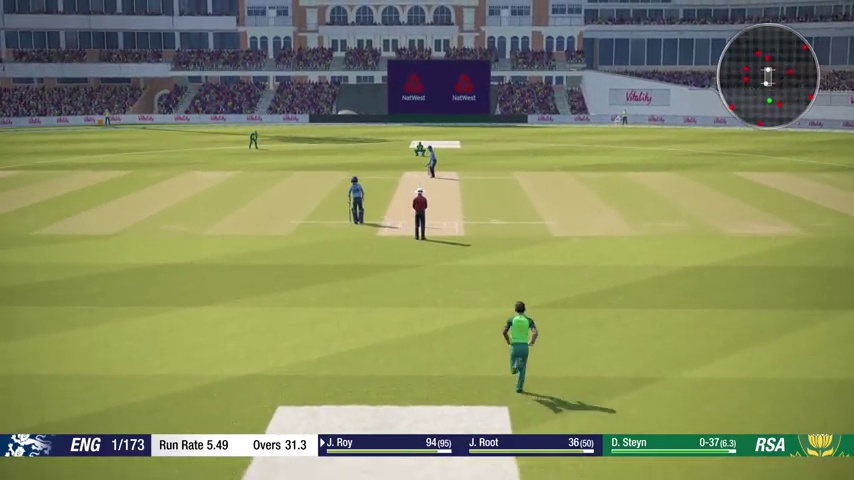 NatWest NatWest
Vitality
ENG 1/173 Run Rate 5.49 Overs 31.3 J. Roy 94 (95) J. Root 36 (50) D. Steyn 0-37 (6.3) RSA